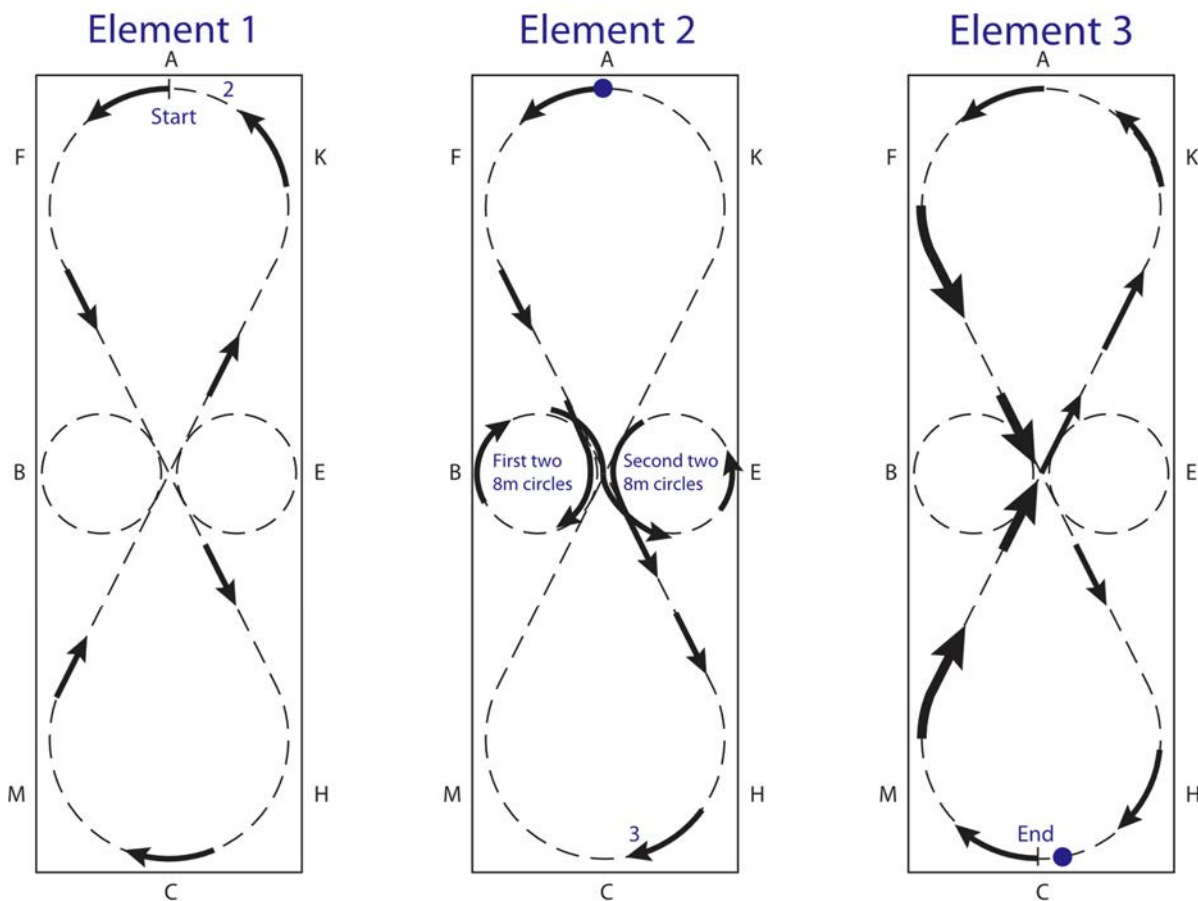 Element 1
A
2
Start
F
K
B
E
M
H
C
Element 2
A
F
K
B
First two
8m circles
Second two
8m circles
E
M
H
3
C
Element 3
A
F
K
B
E
M
H
End
C